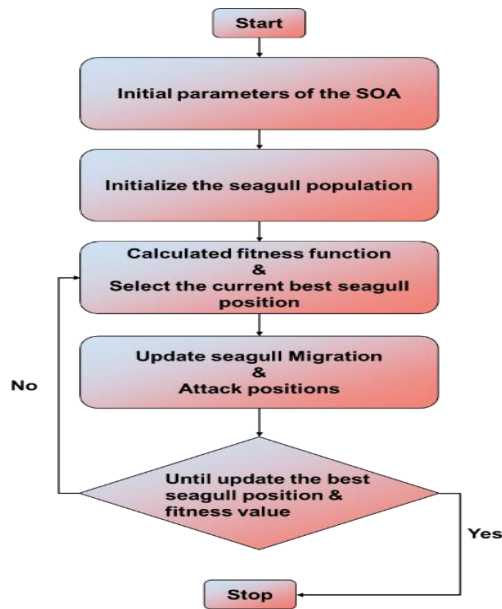 Start
Initial parameters of the SOA
Initialize the seagull population
Calculated fitness function
&
Select the current best seagull
position
Update seagull Migration
&
Attack positions
No
Until update the best
seagull position &
fitness value
Yes
Stop